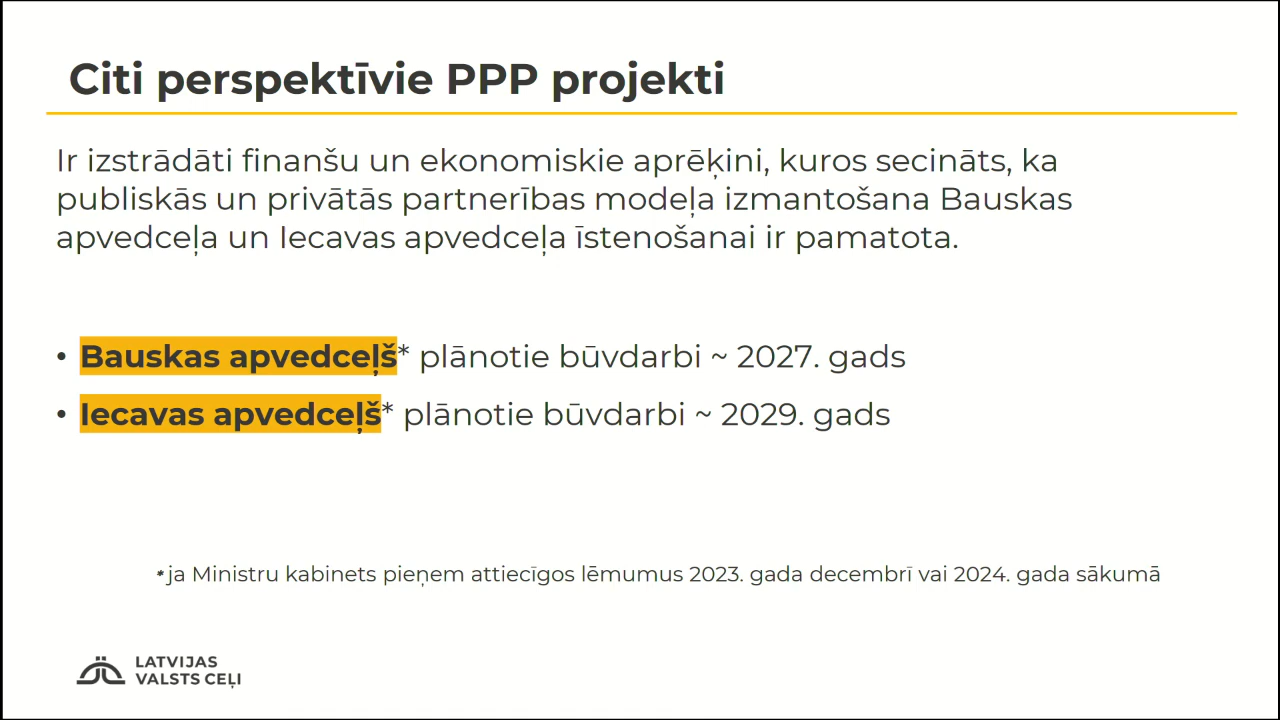 Citi perspektīvie PPP projekti
Ir izstrādāti finanšu un ekonomiskie aprēķini, kuros secināts, ka
publiskās un privātās partnerības modeļa izmantošana Bauskas
apvedceļa un Iecavas apvedceļa īstenošanai ir pamatota.
• Bauskas apvedceļš* plānotie būvdarbi ~ 2027. gads
• Iecavas apvedceļš* plānotie būvdarbi ~ 2029. gads
* ja Ministru kabinets pieņem attiecīgos lēmumus 2023. gada decembrī vai 2024. gada sākumā
LATVIJAS
VALSTS CEĻI